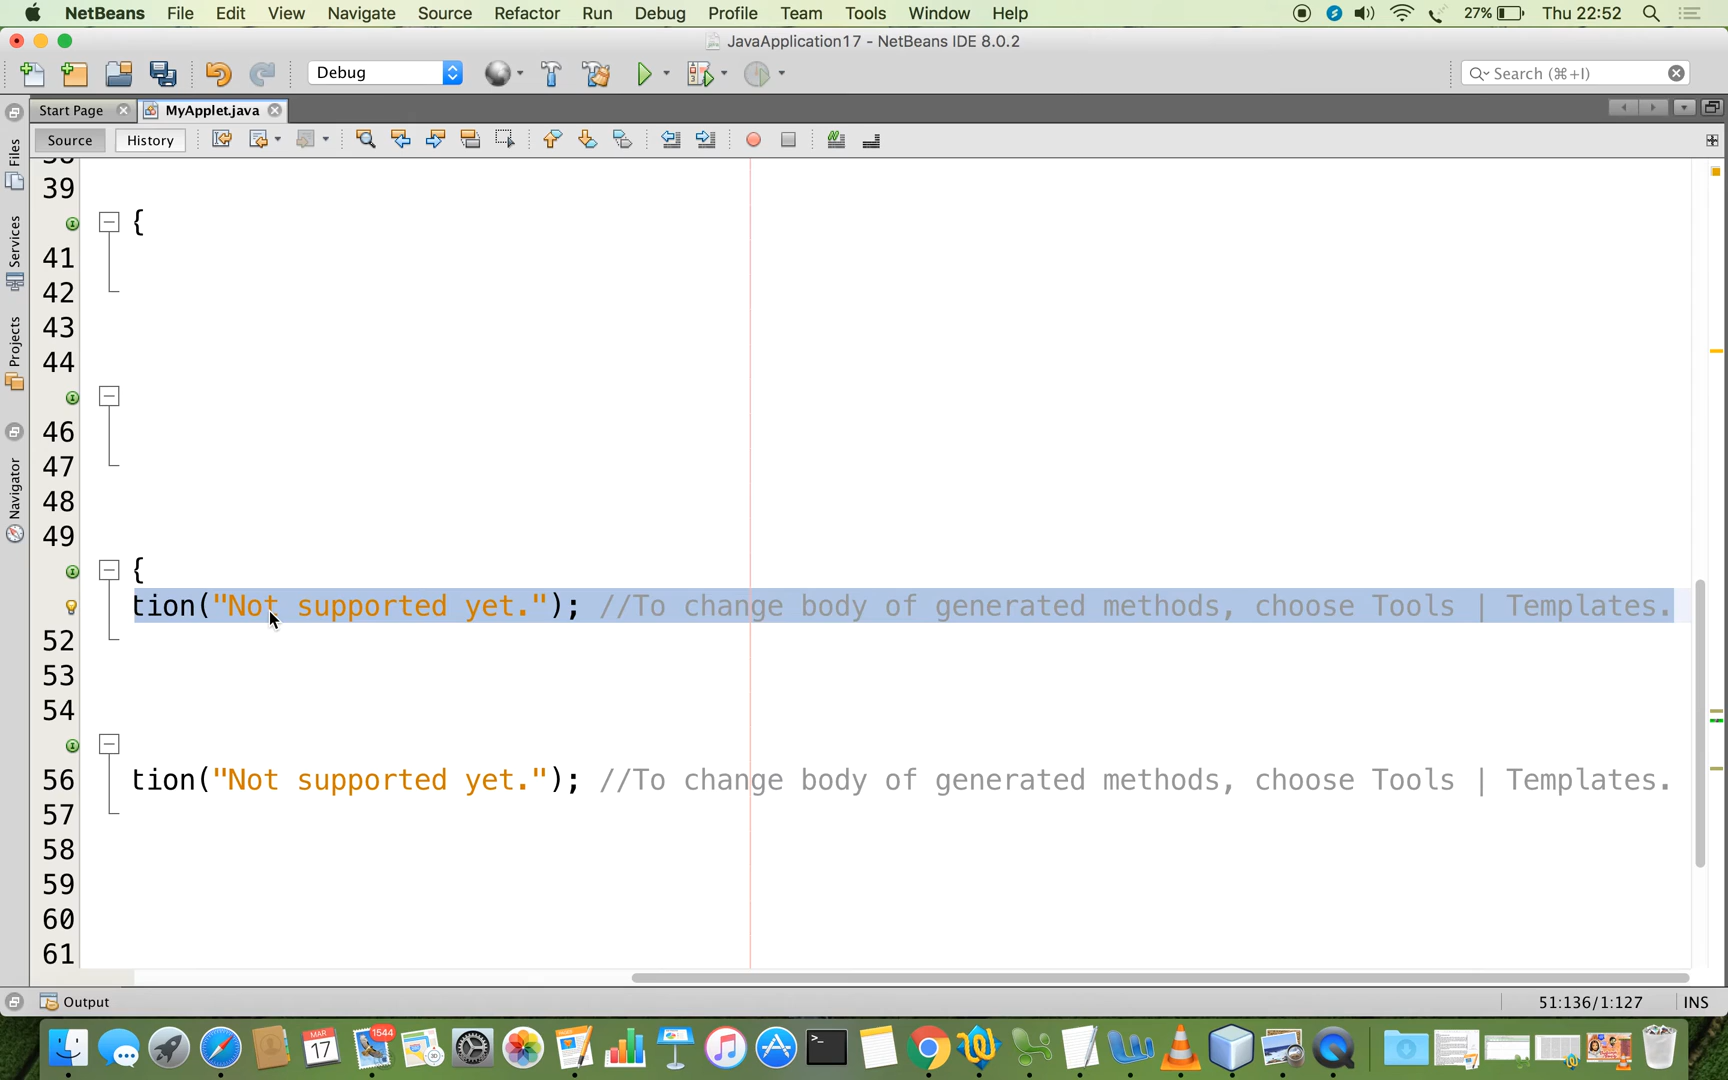 NetBeans File Edit View Navigate Source Refactor Run Debug Profile Team Tools Window Help 27% Thu 22:52
JavaApplication17 - NetBeans IDE 8.0.2
Debug Search (⌘+I)
Start Page MyApplet.java
Source History
Files
Services
Projects
Navigator
39
{
41
42
43
44
46
47
48
49
{
tion("Not supported yet."); //To change body of generated methods, choose Tools | Templates.
52
53
54
56 tion("Not supported yet."); //To change body of generated methods, choose Tools | Templates.
57
58
59
60
61
Output 51:136/1:127 INS
MAR
17
1544